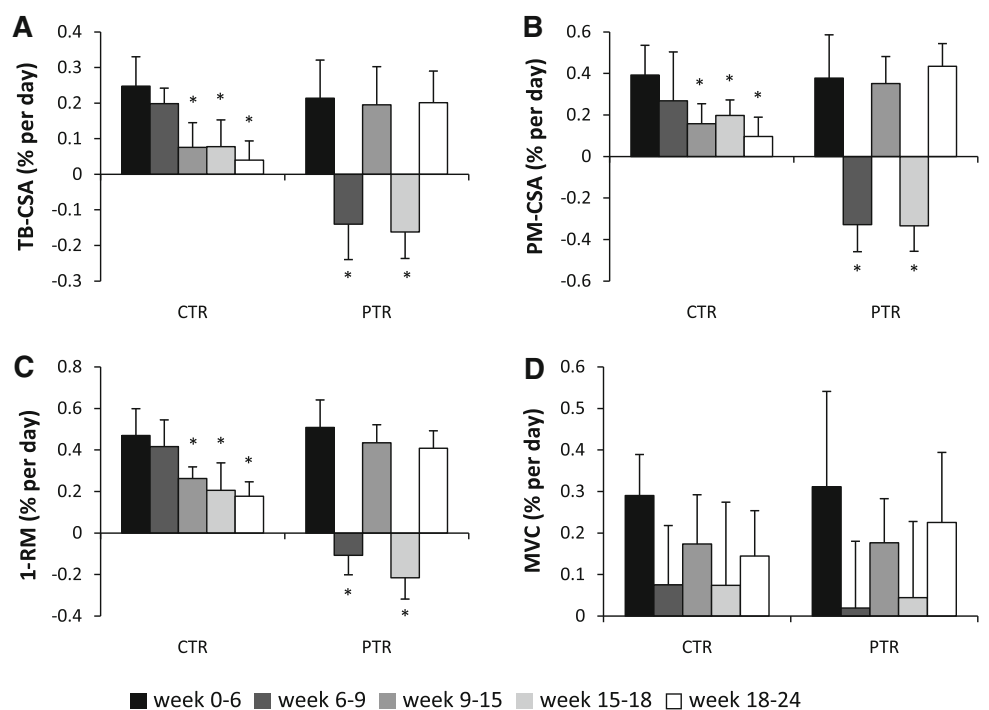 A
TB-CSA (% per day)
0.4
0.3
0.2
0.1
0
-0.1
-0.2
-0.3
* * *
* *
CTR PTR
B
PM-CSA (% per day)
0.6
0.4
0.2
0
-0.2
-0.4
-0.6
* * *
* *
CTR PTR
C
1-RM (% per day)
0.8
0.6
0.4
0.2
0
-0.2
-0.4
* * *
* *
CTR PTR
D
MVC (% per day)
0.6
0.5
0.4
0.3
0.2
0.1
0
CTR PTR
week 0-6 week 6-9 week 9-15 week 15-18 week 18-24